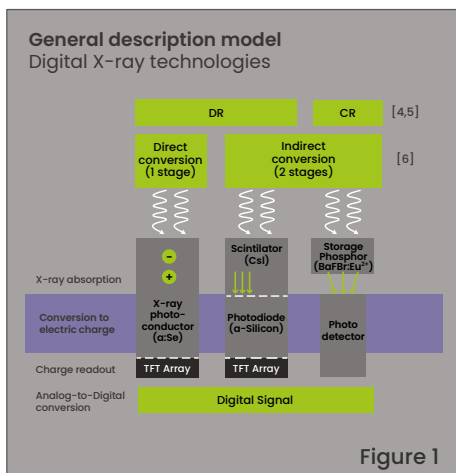 General description model
Digital X-ray technologies
DR
CR
[4,5]
Direct
conversion
(1 stage)
Indirect
conversion
(2 stages)
[6]
−
+
Scintilator
(CsI)
Storage
Phosphor
(BaFBr:Eu²⁺)
X-ray absorption
Conversion to
electric charge
X-ray
photo-
conductor
(α:Se)
Photodiode
(α-Silicon)
Photo
detector
Charge readout
TFT Array
TFT Array
Analog-to-Digital
conversion
Digital Signal
Figure 1